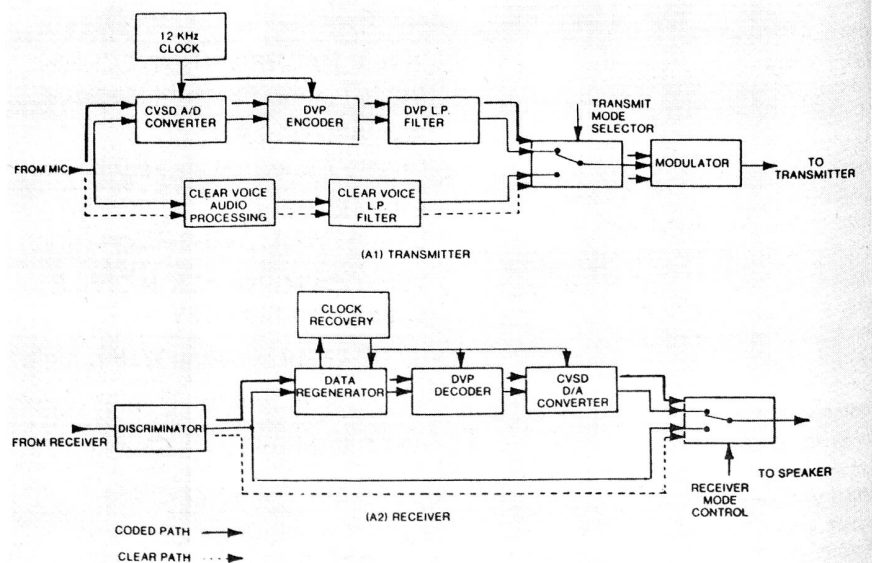 12 KHz
CLOCK
CVSD A/D
CONVERTER
DVP
ENCODER
DVP L.P.
FILTER
TRANSMIT
MODE
SELECTOR
MODULATOR
TO
TRANSMITTER
FROM MIC
CLEAR VOICE
AUDIO
PROCESSING
CLEAR VOICE
L.P.
FILTER
(A1) TRANSMITTER
CLOCK
RECOVERY
DATA
REGENERATOR
DVP
DECODER
CVSD
D/A
CONVERTER
DISCRIMINATOR
FROM RECEIVER
TO SPEAKER
RECEIVER
MODE
CONTROL
(A2) RECEIVER
CODED PATH
CLEAR PATH